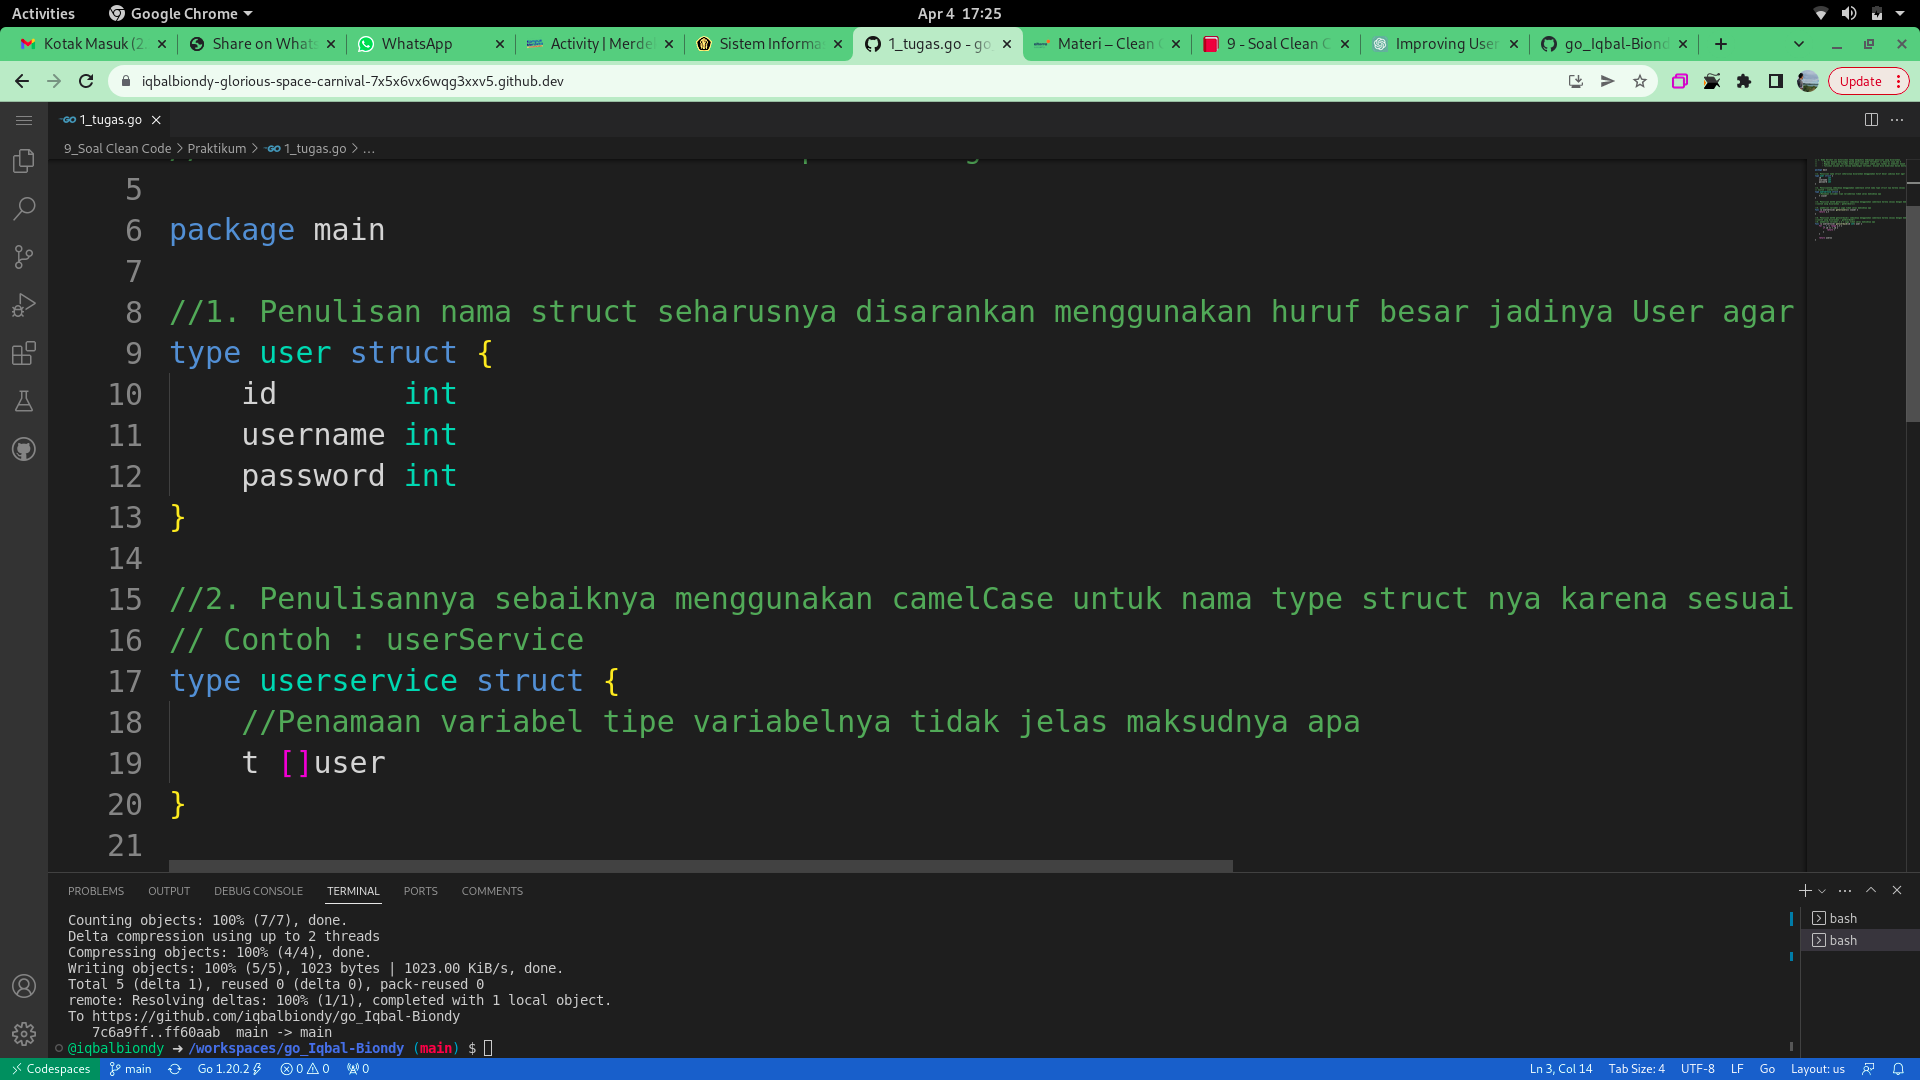 Activities
Google Chrome
Apr 4 17:25
Kotak Masuk (2
Share on Whats
WhatsApp
Activity | Merdek
Sistem Informa
1_tugas.go - go
Materi – Clean C
9 - Soal Clean C
Improving User
go_Iqbal-Biond
iqbalbiondy-glorious-space-carnival-7x5x6vx6wqg3xxv5.github.dev
Update
1_tugas.go
9_Soal Clean Code > Praktikum > 1_tugas.go > ...
5
6 package main
7
8 //1. Penulisan nama struct seharusnya disarankan menggunakan huruf besar jadinya User agar
9 type user struct {
10 id int
11 username int
12 password int
13 }
14
15 //2. Penulisannya sebaiknya menggunakan camelCase untuk nama type struct nya karena sesuai
16 // Contoh : userService
17 type userservice struct {
18 //Penamaan variabel tipe variabelnya tidak jelas maksudnya apa
19 t []user
20 }
21
PROBLEMS OUTPUT DEBUG CONSOLE TERMINAL PORTS COMMENTS
Counting objects: 100% (7/7), done.
Delta compression using up to 2 threads
Compressing objects: 100% (4/4), done.
Writing objects: 100% (5/5), 1023 bytes | 1023.00 KiB/s, done.
Total 5 (delta 1), reused 0 (delta 0), pack-reused 0
remote: Resolving deltas: 100% (1/1), completed with 1 local object.
To https://github.com/iqbalbiondy/go_Iqbal-Biondy
7c6a9ff..ff60aab main -> main
@iqbalbiondy ➜ /workspaces/go_Iqbal-Biondy (main) $
bash
bash
Codespaces main Go 1.20.2 0 0 0 Ln 3, Col 14 Tab Size: 4 UTF-8 LF Go Layout: us